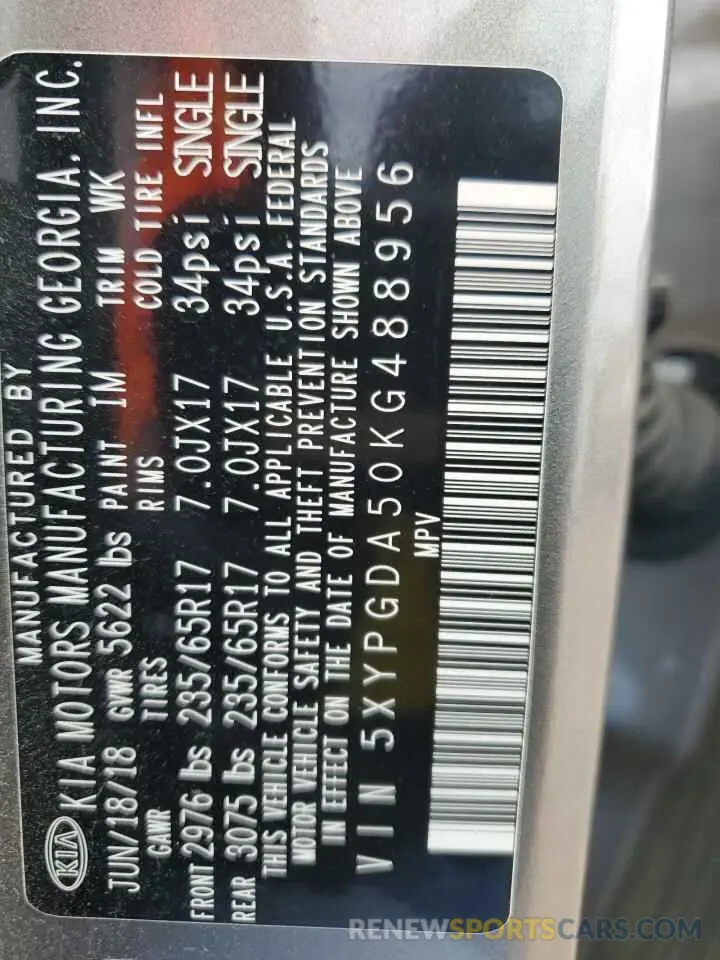 MANUFACTURED BY
KIA KIA MOTORS MANUFACTURING GEORGIA, INC.
JUN/18/18 GVWR 5622 lbs PAINT IM TRIM WK
GAWR TIRES RIMS COLD TIRE INFL
FRONT 2976 lbs 235/65R17 7.0JX17 34psi SINGLE
REAR 3075 lbs 235/65R17 7.0JX17 34psi SINGLE
THIS VEHICLE CONFORMS TO ALL APPLICABLE U.S.A. FEDERAL
MOTOR VEHICLE SAFETY AND THEFT PREVENTION STANDARDS
IN EFFECT ON THE DATE OF MANUFACTURE SHOWN ABOVE
VIN 5XYPGDA50KG488956
MPV
RENEWSPORTSCARS.COM